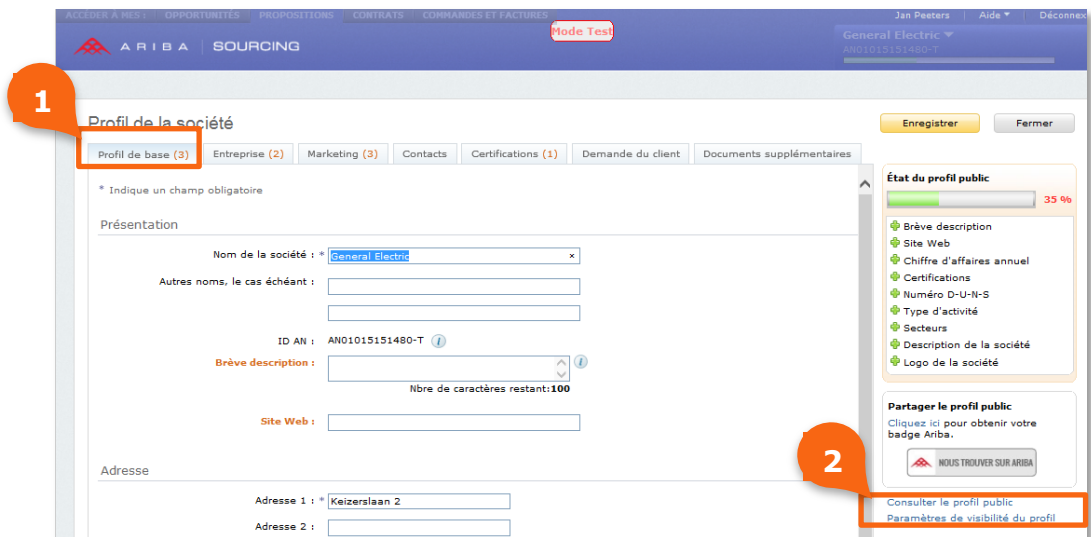 ACCÉDER À MES : OPPORTUNITÉS PROPOSITIONS CONTRATS COMMANDES ET FACTURES
Jan Peeters Aide Déconnex
Mode Test
ARIBA SOURCING
General Electric
AN01015151480-T
1
Profil de la société
Enregistrer Fermer
Profil de base (3) Entreprise (2) Marketing (3) Contacts Certifications (1) Demande du client Documents supplémentaires
* Indique un champ obligatoire
Présentation
Nom de la société : * General Electric ×
Autres noms, le cas échéant :
ID AN : AN01015151480-T i
Brève description : i
Nbre de caractères restant:100
Site Web :
Adresse
Adresse 1 : * Keizerslaan 2
Adresse 2 :
État du profil public
35 %
Brève description
Site Web
Chiffre d'affaires annuel
Certifications
Numéro D-U-N-S
Type d'activité
Secteurs
Description de la société
Logo de la société
Partager le profil public
Cliquez ici pour obtenir votre
badge Ariba.
NOUS TROUVER SUR ARIBA
2
Consulter le profil public
Paramètres de visibilité du profil